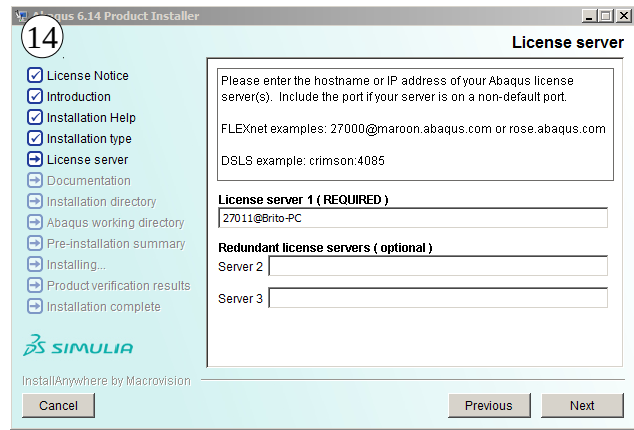 Abaqus 6.14 Product Installer
14
License server
License Notice
Introduction
Installation Help
Installation type
License server
Documentation
Installation directory
Abaqus working directory
Pre-installation summary
Installing...
Product verification results
Installation complete
Please enter the hostname or IP address of your Abaqus license
server(s). Include the port if your server is on a non-default port.
FLEXnet examples: 27000@maroon.abaqus.com or rose.abaqus.com
DSLS example: crimson:4085
License server 1 ( REQUIRED )
27011@Brito-PC
Redundant license servers ( optional )
Server 2
Server 3
SIMULIA
InstallAnywhere by Macrovision
Cancel
Previous
Next